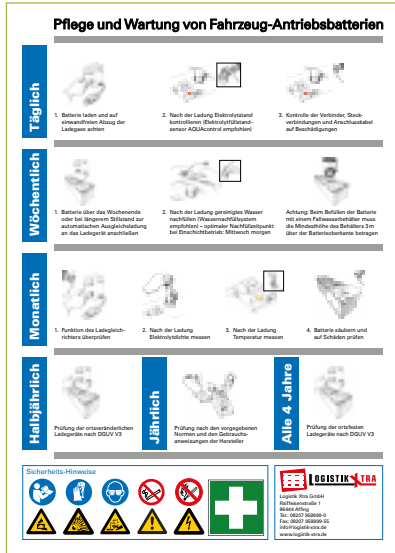 Pflege und Wartung von Fahrzeug-Antriebsbatterien
Täglich
1. Batterie laden und auf
einwandfreien Abzug der
Ladegase achten
2. Nach der Ladung Elektrolytstand
kontrollieren (Elektrolytfüllstand-
sensor AQUAcontrol empfohlen)
3. Kontrolle der Verbinder, Steck-
verbindungen und Anschlusskabel
auf Beschädigungen
Wöchentlich
1. Batterie über das Wochenende
oder bei längerem Stillstand zur
automatischen Ausgleichsladung
an das Ladegerät anschließen
2. Nach der Ladung gereinigtes Wasser
nachfüllen (Wassernachfüllsystem
empfohlen) – optimaler Nachfüllzeitpunkt
bei Einschichtbetrieb: Mittwoch morgen
Achtung: Beim Befüllen der Batterie
mit einem Fallwasserbehälter muss
die Mindesthöhe des Behälters 3m
über der Batterieoberkante betragen
Monatlich
1. Funktion des Ladegleich-
richters überprüfen
2. Nach der Ladung
Elektrolytdichte messen
3. Nach der Ladung
Temperatur messen
4. Batterie säubern und
auf Schäden prüfen
Halbjährlich
Prüfung der ortsveränderlichen
Ladegeräte nach DGUV V3
Jährlich
Prüfung nach den vorgegebenen
Normen und den Gebrauchs-
anweisungen der Hersteller
Alle 4 Jahre
Prüfung der ortsfesten
Ladegeräte nach DGUV V3
Sicherheits-Hinweise
LOGISTIK XTRA
Logistik Xtra GmbH
Raiffeisenstraße 1
86444 Affing
Tel.: 08207 959999-0
Fax: 08207 959999-55
info@logistik-xtra.de
www.logistik-xtra.de